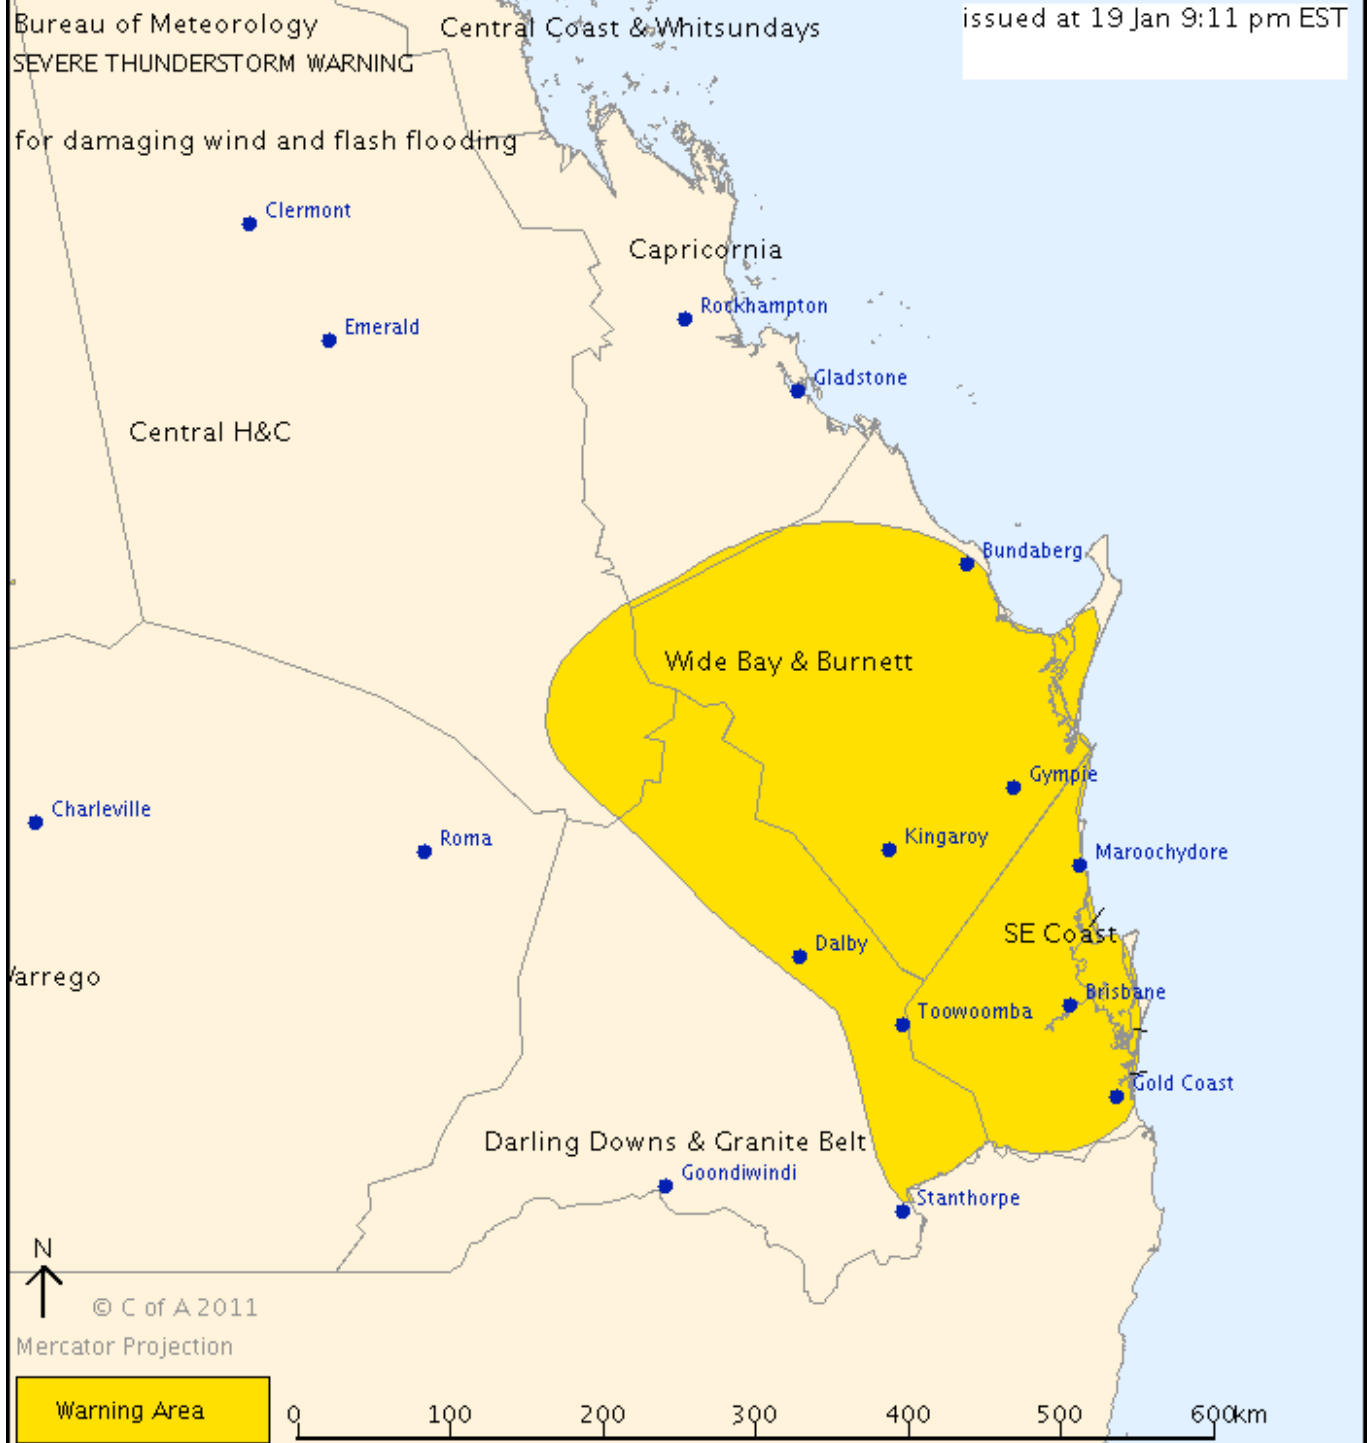 Bureau of Meteorology
Central Coast & Whitsundays
issued at 19 Jan 9:11 pm EST
SEVERE THUNDERSTORM WARNING
for damaging wind and flash flooding
Clermont
Capricornia
Rockhampton
Emerald
Gladstone
Central H&C
Bundaberg
Wide Bay & Burnett
Gympie
Charleville
Roma
Kingaroy
Maroochydore
SE Coast
Dalby
Warrego
Brisbane
Toowoomba
Gold Coast
Darling Downs & Granite Belt
Goondiwindi
Stanthorpe
N
© C of A 2011
Mercator Projection
Warning Area
0 100 200 300 400 500 600km